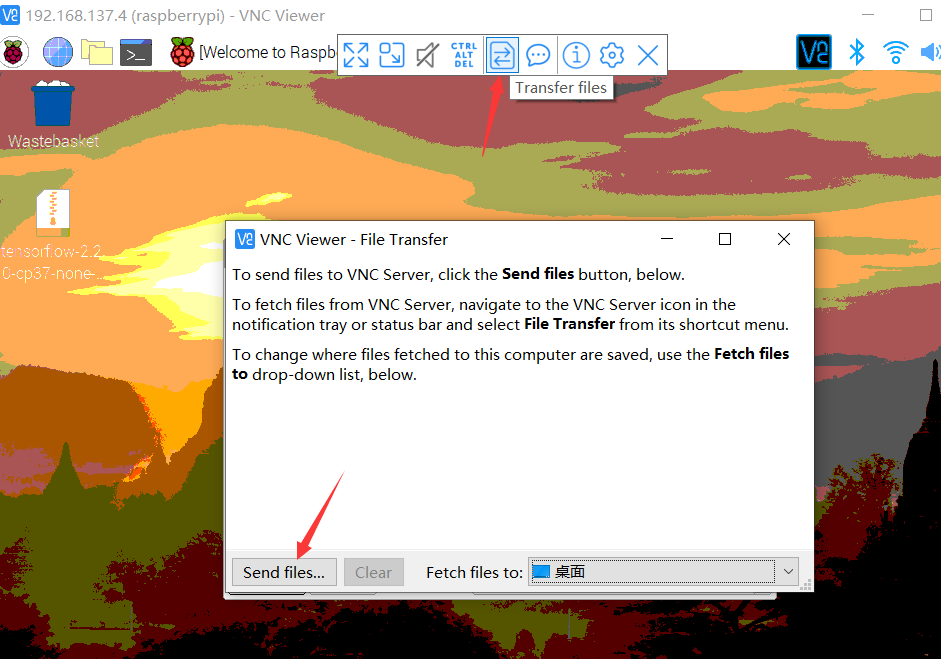 192.168.137.4 (raspberrypi) - VNC Viewer
[Welcome to Raspb
CTRL
ALT
DEL
Transfer files
Wastebasket
tensorflow-2.2
0-cp37-none-...
VNC Viewer - File Transfer
To send files to VNC Server, click the Send files button, below.
To fetch files from VNC Server, navigate to the VNC Server icon in the
notification tray or status bar and select File Transfer from its shortcut menu.
To change where files fetched to this computer are saved, use the Fetch files
to drop-down list, below.
Send files...
Clear
Fetch files to:
桌面